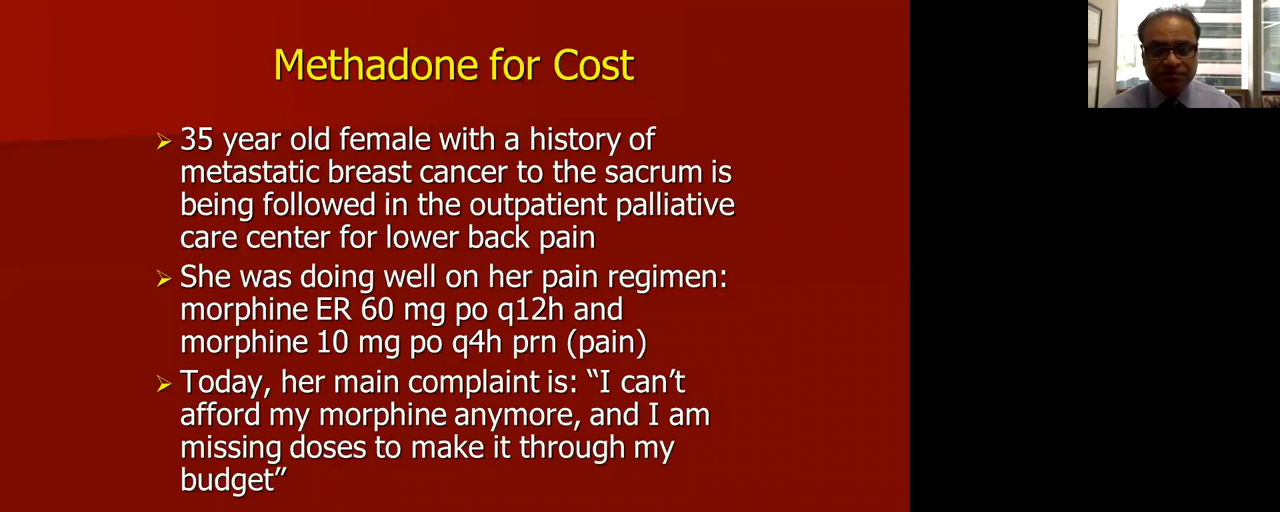 Methadone for Cost
35 year old female with a history of
metastatic breast cancer to the sacrum is
being followed in the outpatient palliative
care center for lower back pain
She was doing well on her pain regimen:
morphine ER 60 mg po q12h and
morphine 10 mg po q4h prn (pain)
Today, her main complaint is: “I can’t
afford my morphine anymore, and I am
missing doses to make it through my
budget”